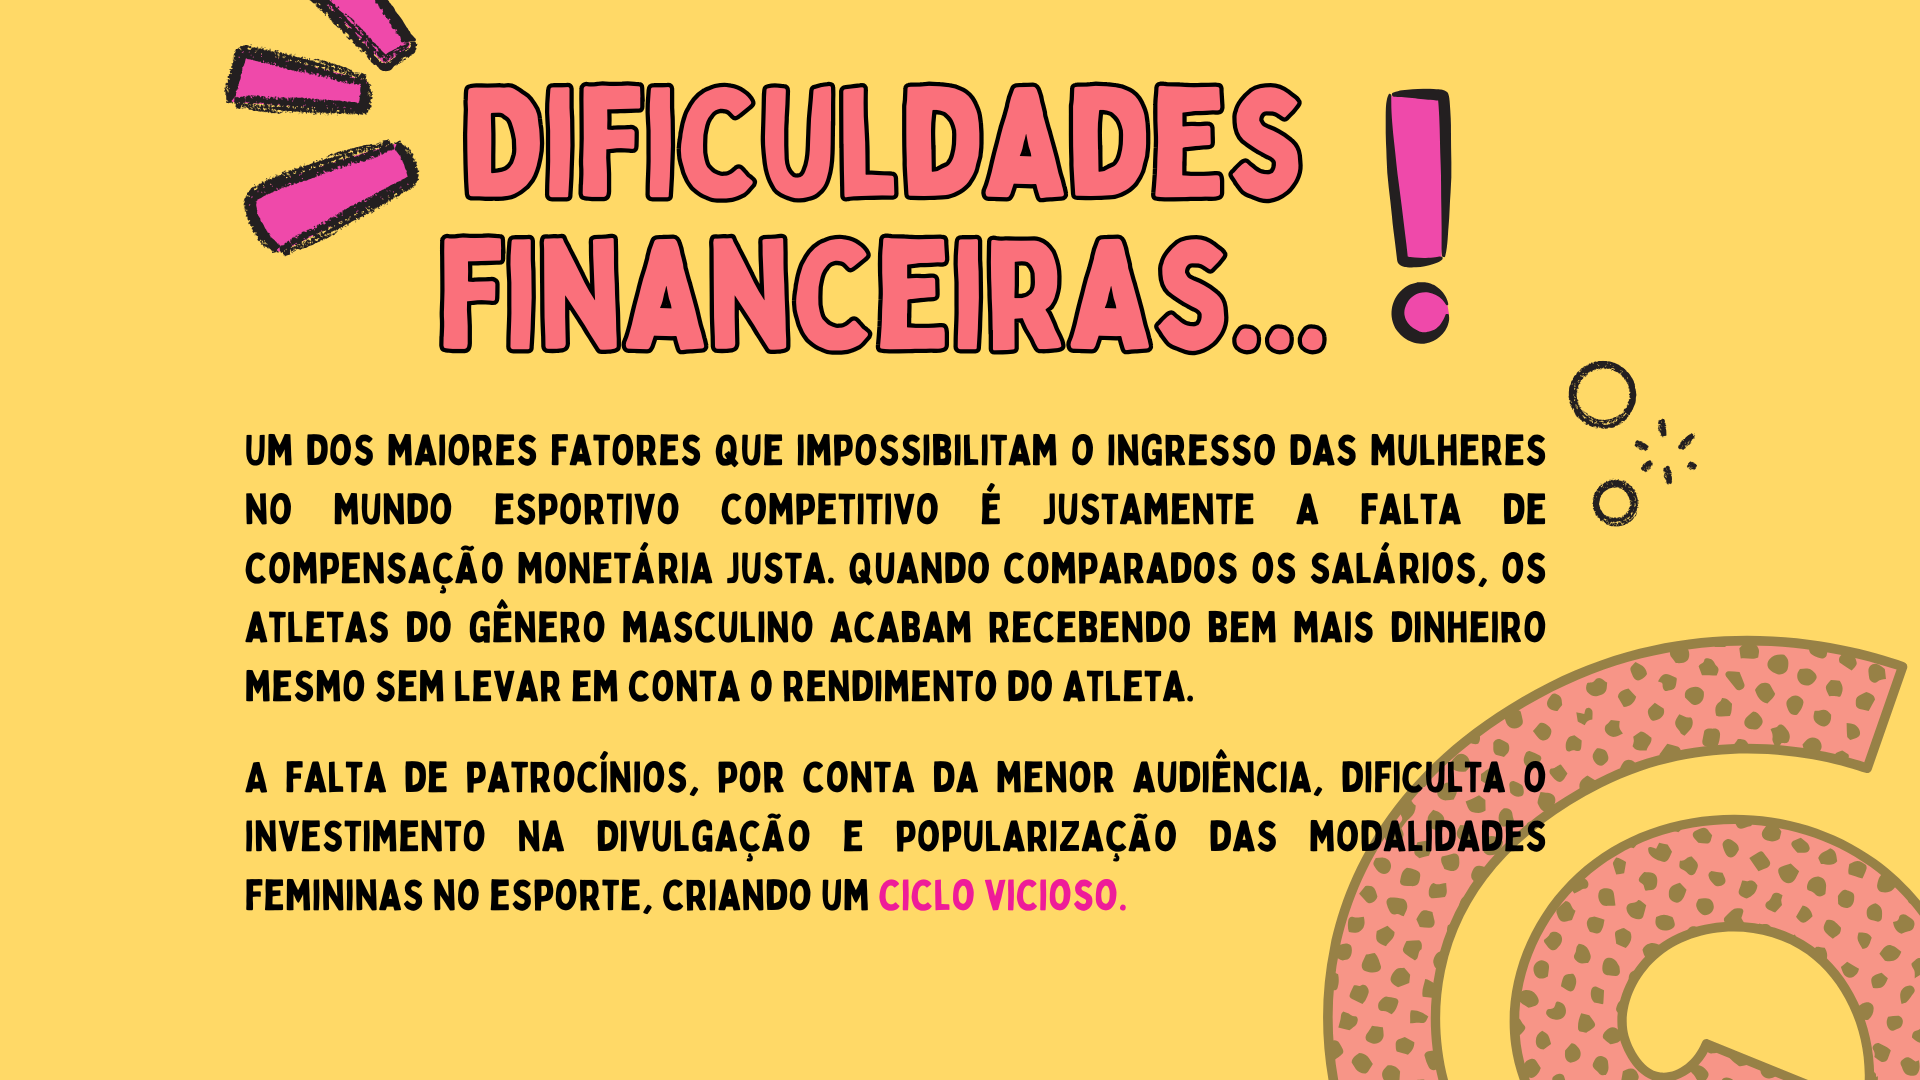 DIFICULDADES
FINANCEIRAS...
UM DOS MAIORES FATORES QUE IMPOSSIBILITAM O INGRESSO DAS MULHERES
NO MUNDO ESPORTIVO COMPETITIVO É JUSTAMENTE A FALTA DE
COMPENSAÇÃO MONETÁRIA JUSTA. QUANDO COMPARADOS OS SALÁRIOS, OS
ATLETAS DO GÊNERO MASCULINO ACABAM RECEBENDO BEM MAIS DINHEIRO
MESMO SEM LEVAR EM CONTA O RENDIMENTO DO ATLETA.
A FALTA DE PATROCÍNIOS, POR CONTA DA MENOR AUDIÊNCIA, DIFICULTA O
INVESTIMENTO NA DIVULGAÇÃO E POPULARIZAÇÃO DAS MODALIDADES
FEMININAS NO ESPORTE, CRIANDO UM CICLO VICIOSO.